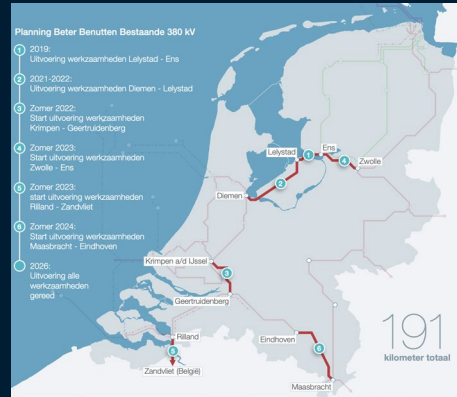 Planning Beter Benutten Bestaande 380 kV
1
2019:
Uitvoering werkzaamheden Lelystad - Ens
2
2021-2022:
Uitvoering werkzaamheden Diemen - Lelystad
3
Zomer 2022:
Start uitvoering werkzaamheden
Krimpen - Geertruidenberg
4
Zomer 2023:
Start uitvoering werkzaamheden
Zwolle - Ens
5
Zomer 2023:
start uitvoering werkzaamheden
Rilland - Zandvliet
6
Zomer 2024:
Start uitvoering werkzaamheden
Maasbracht - Eindhoven
2026:
Uitvoering alle
werkzaamheden
gereed
Lelystad
Ens
1
4
Zwolle
2
Diemen
Krimpen a/d IJssel
3
Geertruidenberg
Rilland
5
Zandvliet (België)
Eindhoven
6
Maasbracht
191
kilometer totaal